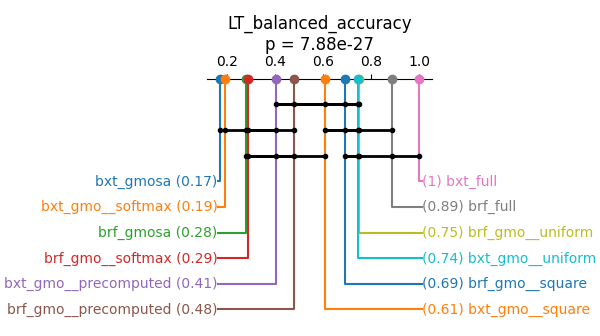 LT_balanced_accuracy
p = 7.88e-27
0.2 0.4 0.6 0.8 1.0
bxt_gmosa (0.17) (1) bxt_full
bxt_gmo__softmax (0.19) (0.89) brf_full
brf_gmosa (0.28) (0.75) brf_gmo__uniform
brf_gmo__softmax (0.29) (0.74) bxt_gmo__uniform
bxt_gmo__precomputed (0.41) (0.69) brf_gmo__square
brf_gmo__precomputed (0.48) (0.61) bxt_gmo__square